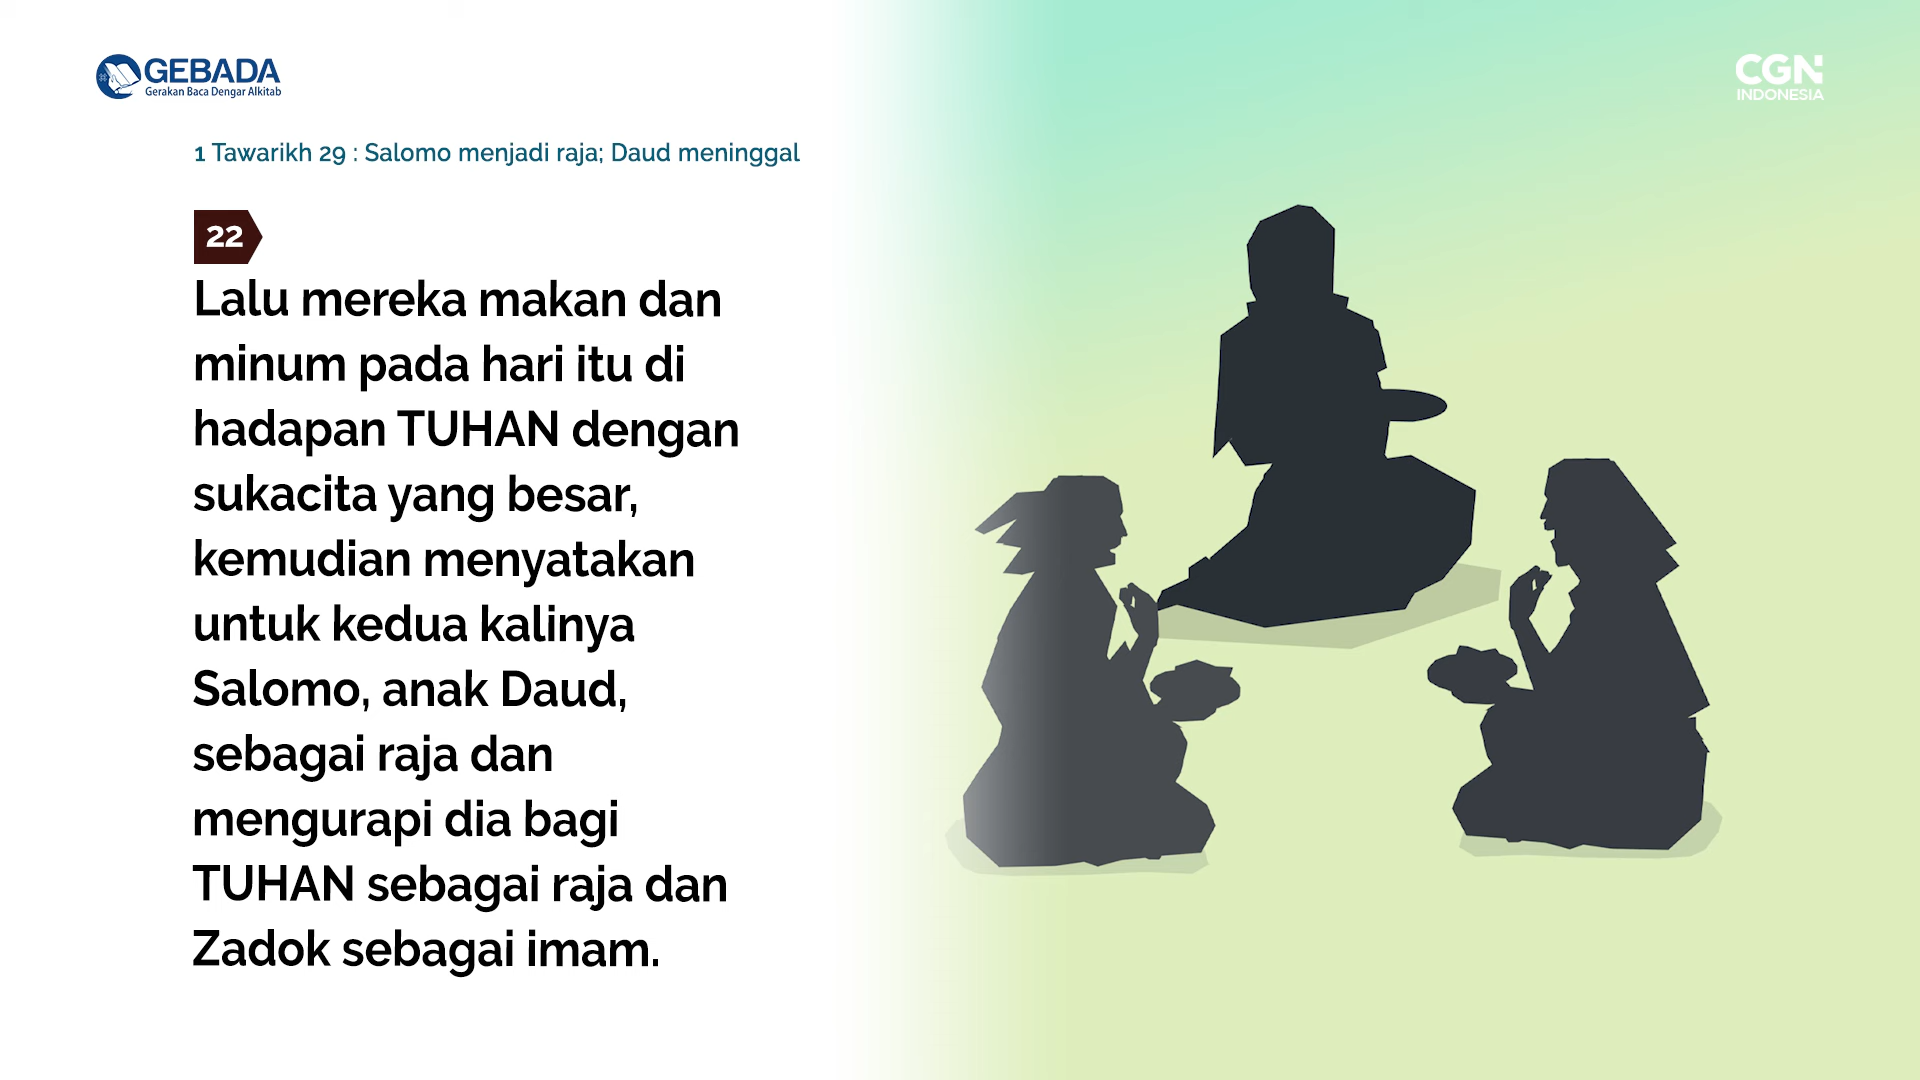 GEBADA
Gerakan Baca Dengar Alkitab
CGN
INDONESIA
1 Tawarikh 29 : Salomo menjadi raja; Daud meninggal
22
Lalu mereka makan dan
minum pada hari itu di
hadapan TUHAN dengan
sukacita yang besar,
kemudian menyatakan
untuk kedua kalinya
Salomo, anak Daud,
sebagai raja dan
mengurapi dia bagi
TUHAN sebagai raja dan
Zadok sebagai imam.